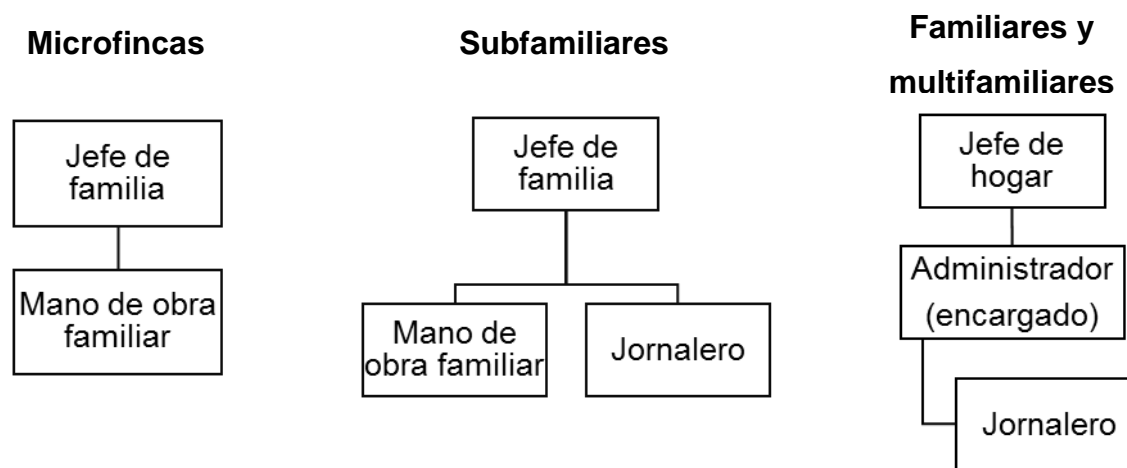 Microfincas
Jefe de
familia
Mano de obra
familiar
Subfamiliares
Jefe de
familia
Mano de
obra familiar
Jornalero
Familiares y
multifamiliares
Jefe de
hogar
Administrador
(encargado)
Jornalero